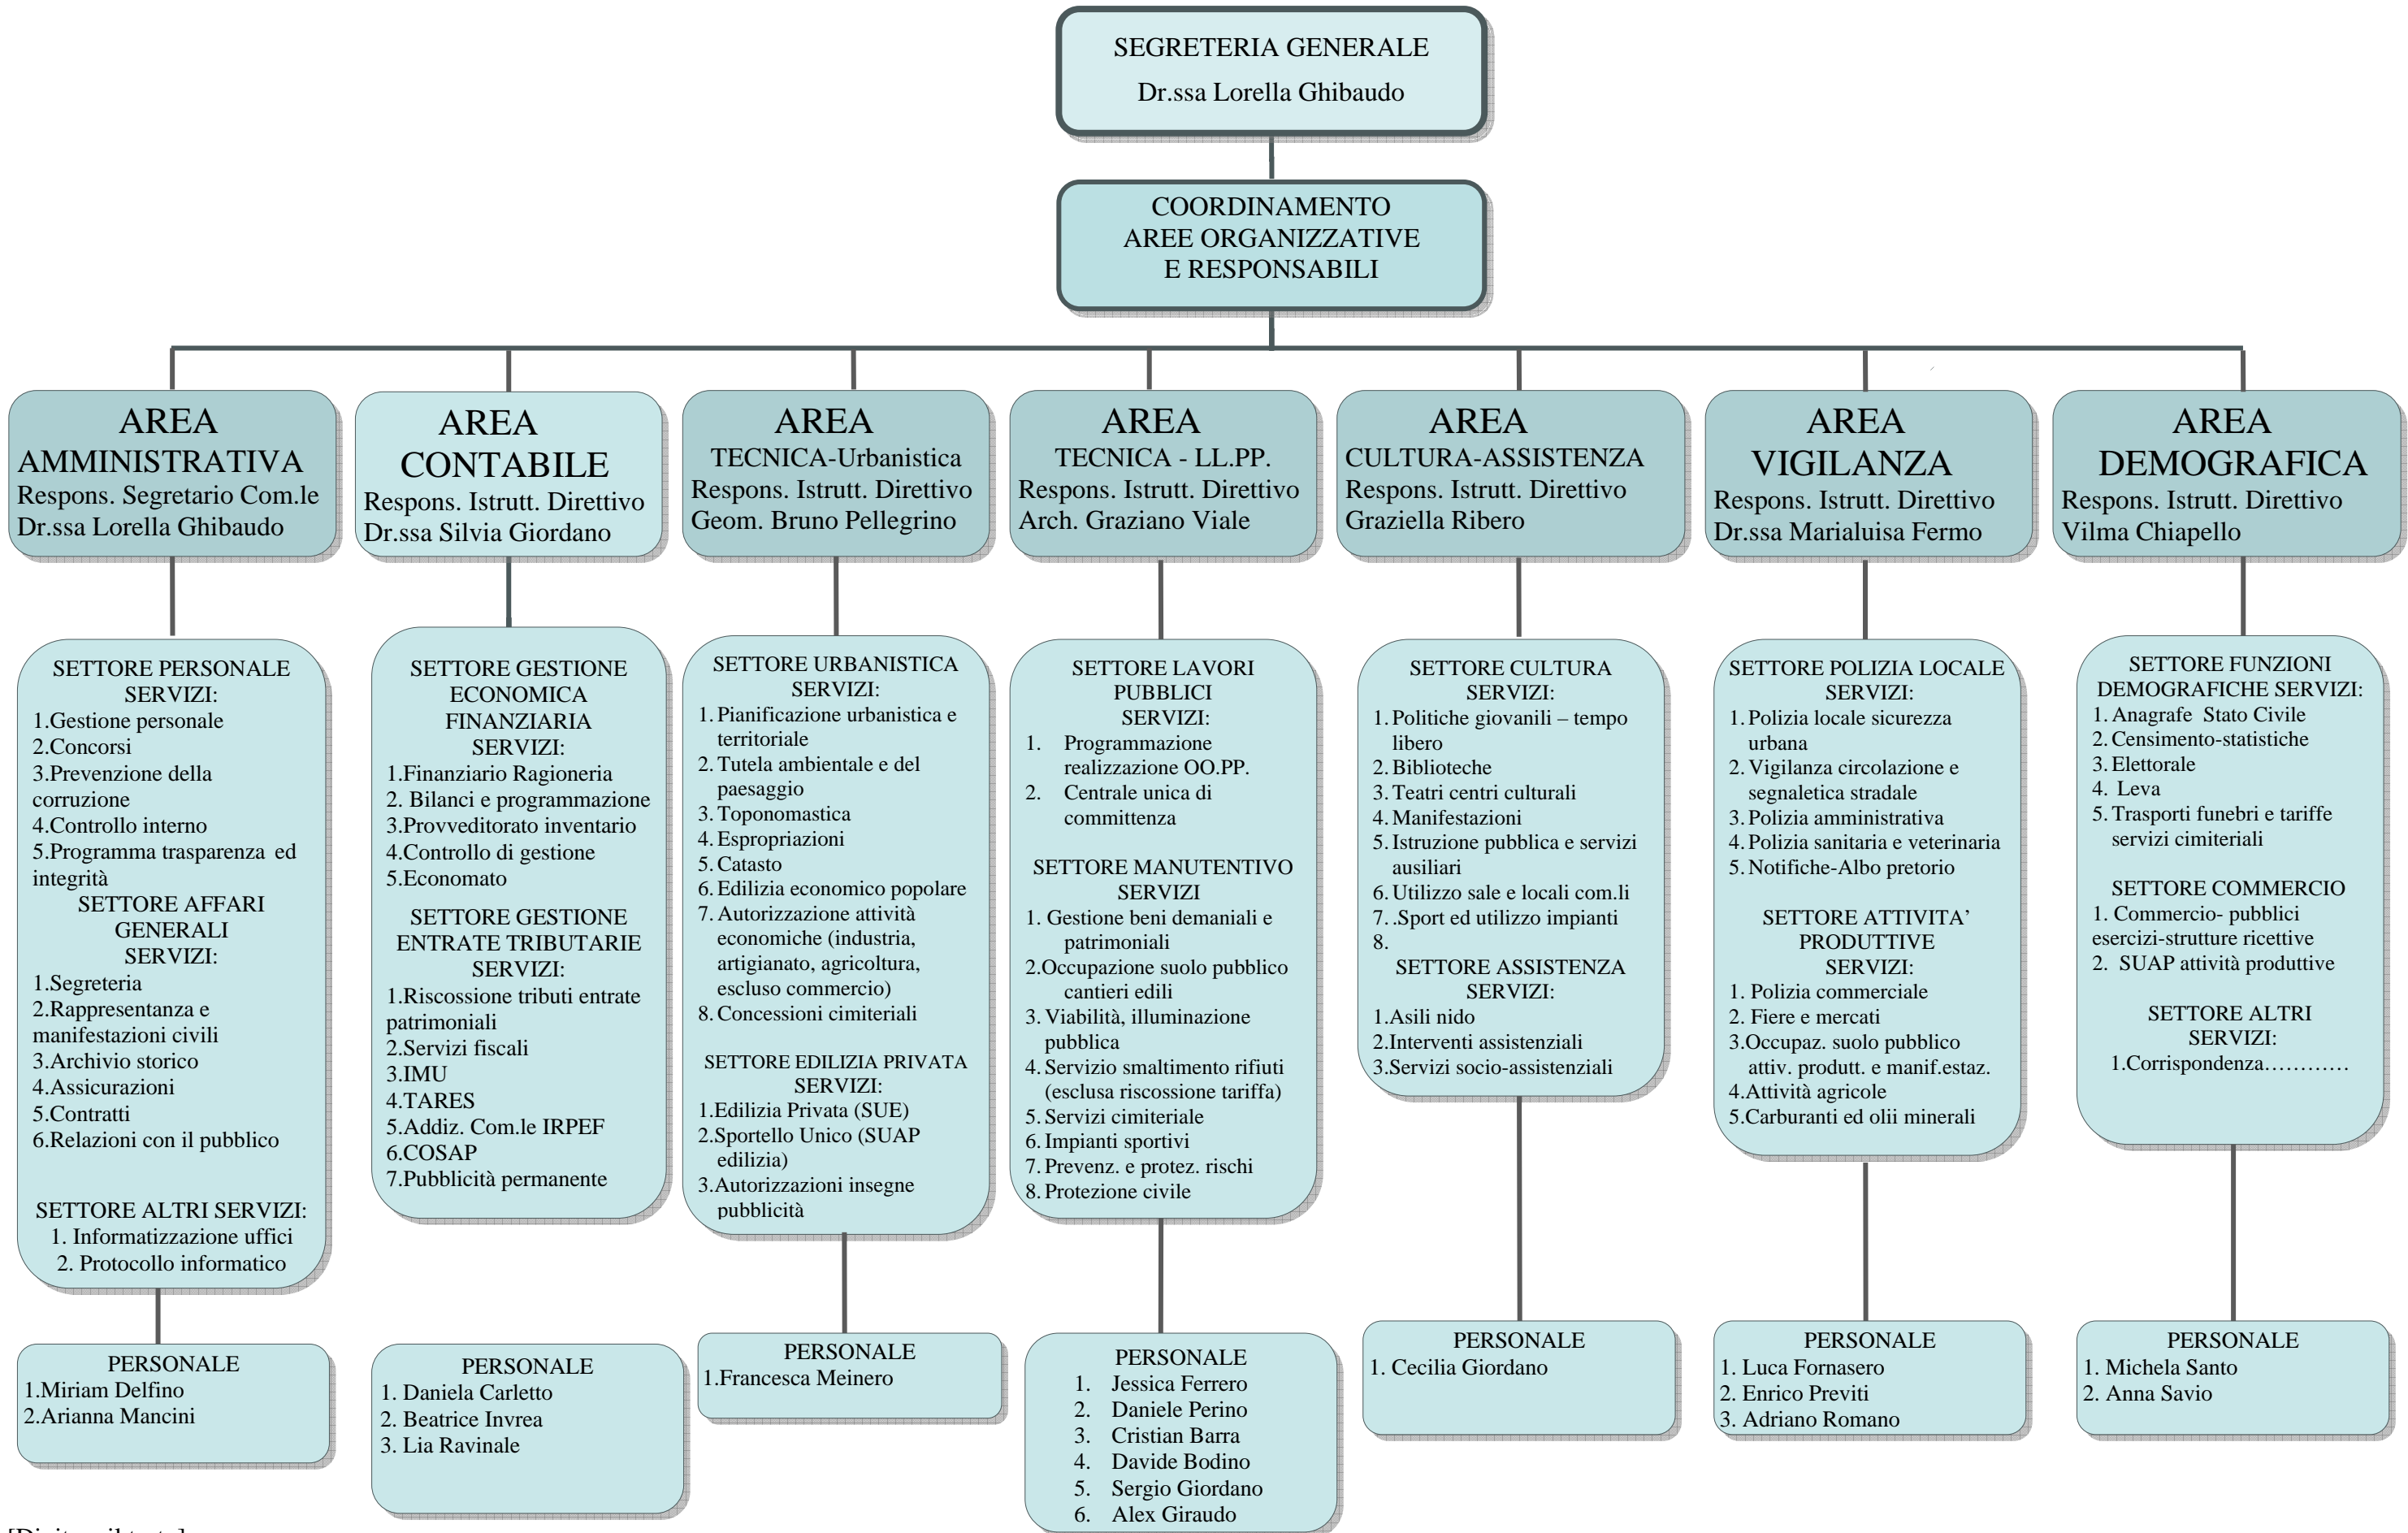 SEGRETERIA GENERALE
Dr.ssa Lorella Ghibaudo
COORDINAMENTO
AREE ORGANIZZATIVE
E RESPONSABILI
AREA
AMMINISTRATIVA
Respons. Segretario Com.le
Dr.ssa Lorella Ghibaudo
AREA
CONTABILE
Respons. Istrutt. Direttivo
Dr.ssa Silvia Giordano
AREA
TECNICA-Urbanistica
Respons. Istrutt. Direttivo
Geom. Bruno Pellegrino
AREA
TECNICA - LL.PP.
Respons. Istrutt. Direttivo
Arch. Graziano Viale
AREA
CULTURA-ASSISTENZA
Respons. Istrutt. Direttivo
Graziella Ribero
AREA
VIGILANZA
Respons. Istrutt. Direttivo
Dr.ssa Marialuisa Fermo
AREA
DEMOGRAFICA
Respons. Istrutt. Direttivo
Vilma Chiapello
SETTORE PERSONALE
SERVIZI:
1.Gestione personale
2.Concorsi
3.Prevenzione della
corruzione
4.Controllo interno
5.Programma trasparenza ed
integrità
SETTORE AFFARI
GENERALI
SERVIZI:
1.Segreteria
2.Rappresentanza e
manifestazioni civili
3.Archivio storico
4.Assicurazioni
5.Contratti
6.Relazioni con il pubblico
SETTORE ALTRI SERVIZI:
1. Informatizzazione uffici
2. Protocollo informatico
SETTORE GESTIONE
ECONOMICA
FINANZIARIA
SERVIZI:
1.Finanziario Ragioneria
2. Bilanci e programmazione
3.Provveditorato inventario
4.Controllo di gestione
5.Economato
SETTORE GESTIONE
ENTRATE TRIBUTARIE
SERVIZI:
1.Riscossione tributi entrate
patrimoniali
2.Servizi fiscali
3.IMU
4.TARES
5.Addiz. Com.le IRPEF
6.COSAP
7.Pubblicità permanente
SETTORE URBANISTICA
SERVIZI:
1. Pianificazione urbanistica e
territoriale
2. Tutela ambientale e del
paesaggio
3. Toponomastica
4. Espropriazioni
5. Catasto
6. Edilizia economico popolare
7. Autorizzazione attività
economiche (industria,
artigianato, agricoltura,
escluso commercio)
8. Concessioni cimiteriali
SETTORE EDILIZIA PRIVATA
SERVIZI:
1.Edilizia Privata (SUE)
2.Sportello Unico (SUAP
edilizia)
3.Autorizzazioni insegne
pubblicità
SETTORE LAVORI
PUBBLICI
SERVIZI:
1. Programmazione
realizzazione OO.PP.
2. Centrale unica di
committenza
SETTORE MANUTENTIVO
SERVIZI
1. Gestione beni demaniali e
patrimoniali
2.Occupazione suolo pubblico
cantieri edili
3. Viabilità, illuminazione
pubblica
4. Servizio smaltimento rifiuti
(esclusa riscossione tariffa)
5. Servizi cimiteriale
6. Impianti sportivi
7. Prevenz. e protez. rischi
8. Protezione civile
SETTORE CULTURA
SERVIZI:
1. Politiche giovanili – tempo
libero
2. Biblioteche
3. Teatri centri culturali
4. Manifestazioni
5. Istruzione pubblica e servizi
ausiliari
6. Utilizzo sale e locali com.li
7. .Sport ed utilizzo impianti
8.
SETTORE ASSISTENZA
SERVIZI:
1.Asili nido
2.Interventi assistenziali
3.Servizi socio-assistenziali
SETTORE POLIZIA LOCALE
SERVIZI:
1. Polizia locale sicurezza
urbana
2. Vigilanza circolazione e
segnaletica stradale
3. Polizia amministrativa
4. Polizia sanitaria e veterinaria
5. Notifiche-Albo pretorio
SETTORE ATTIVITA’
PRODUTTIVE
SERVIZI:
1. Polizia commerciale
2. Fiere e mercati
3.Occupaz. suolo pubblico
attiv. produtt. e manif.estaz.
4.Attività agricole
5.Carburanti ed olii minerali
SETTORE FUNZIONI
DEMOGRAFICHE SERVIZI:
1. Anagrafe Stato Civile
2. Censimento-statistiche
3. Elettorale
4. Leva
5. Trasporti funebri e tariffe
servizi cimiteriali
SETTORE COMMERCIO
1. Commercio- pubblici
esercizi-strutture ricettive
2. SUAP attività produttive
SETTORE ALTRI
SERVIZI:
1.Corrispondenza…………
PERSONALE
1.Miriam Delfino
2.Arianna Mancini
PERSONALE
1. Daniela Carletto
2. Beatrice Invrea
3. Lia Ravinale
PERSONALE
1.Francesca Meinero
PERSONALE
1. Jessica Ferrero
2. Daniele Perino
3. Cristian Barra
4. Davide Bodino
5. Sergio Giordano
6. Alex Giraudo
PERSONALE
1. Cecilia Giordano
PERSONALE
1. Luca Fornasero
2. Enrico Previti
3. Adriano Romano
PERSONALE
1. Michela Santo
2. Anna Savio